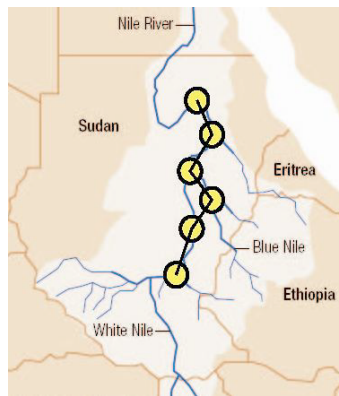 Nile River
Sudan
Eritrea
Blue Nile
Ethiopia
White Nile